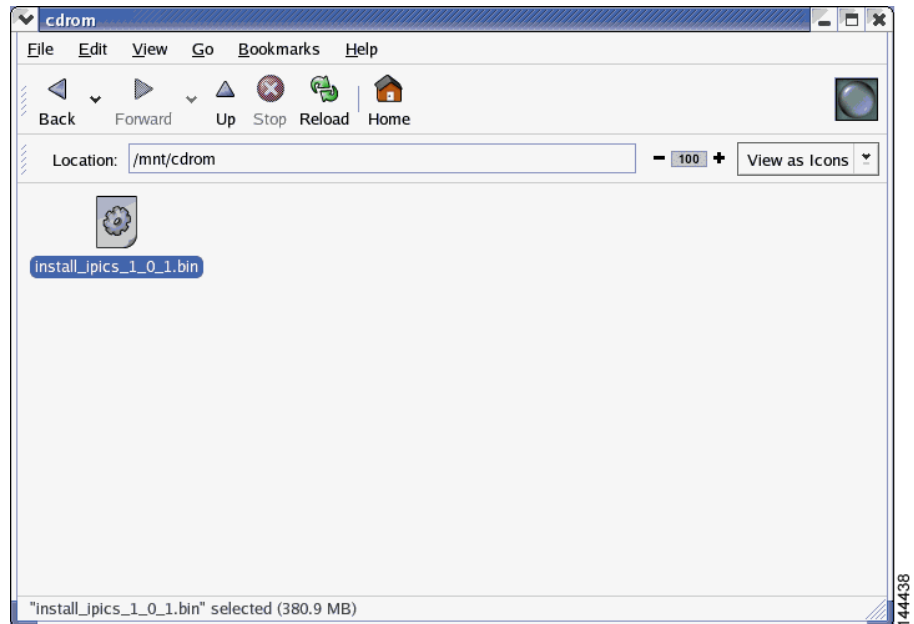 cdrom
File Edit View Go Bookmarks Help
Back Forward Up Stop Reload Home
Location: /mnt/cdrom 100 View as Icons
install_ipics_1_0_1.bin
"install_ipics_1_0_1.bin" selected (380.9 MB)
144438